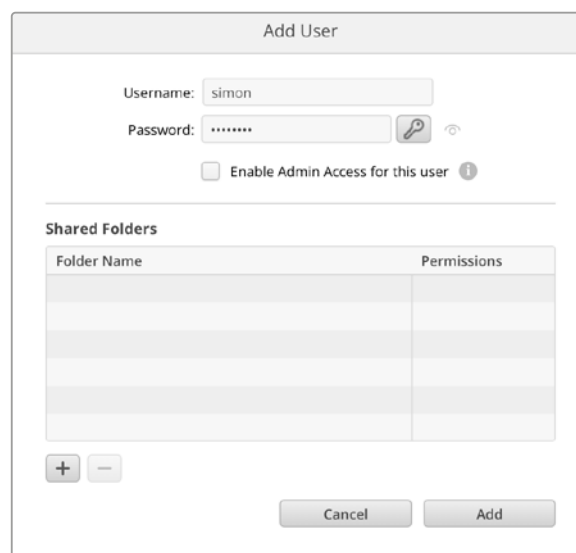 Add User
Username: simon
Password: ••••••••
Enable Admin Access for this user i
Shared Folders
Folder Name Permissions
+ −
Cancel Add